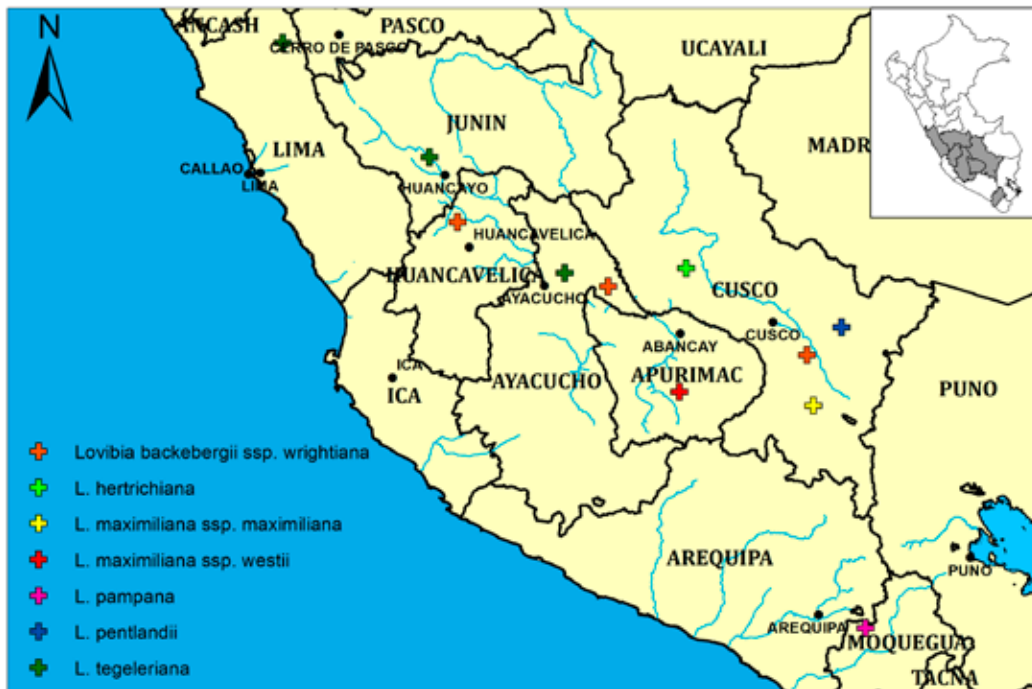 N
ANCASH
PASCO
CERRO DE PASCO
UCAYALI
JUNIN
LIMA
MADR
CALLAO
LIMA
HUANCAYO
HUANCAVELICA
HUANCAVELICA
CUSCO
AYACUCHO
CUSCO
ABANCAY
ICA
AYACUCHO
APURIMAC
PUNO
ICA
Lovibia backebergii ssp. wrightiana
L. hertrichiana
L. maximiliana ssp. maximiliana
L. maximiliana ssp. westii
AREQUIPA
PUNO
L. pampana
L. pentlandii
AREQUIPA
MOQUEGUA
L. tegeleriana
TACNA